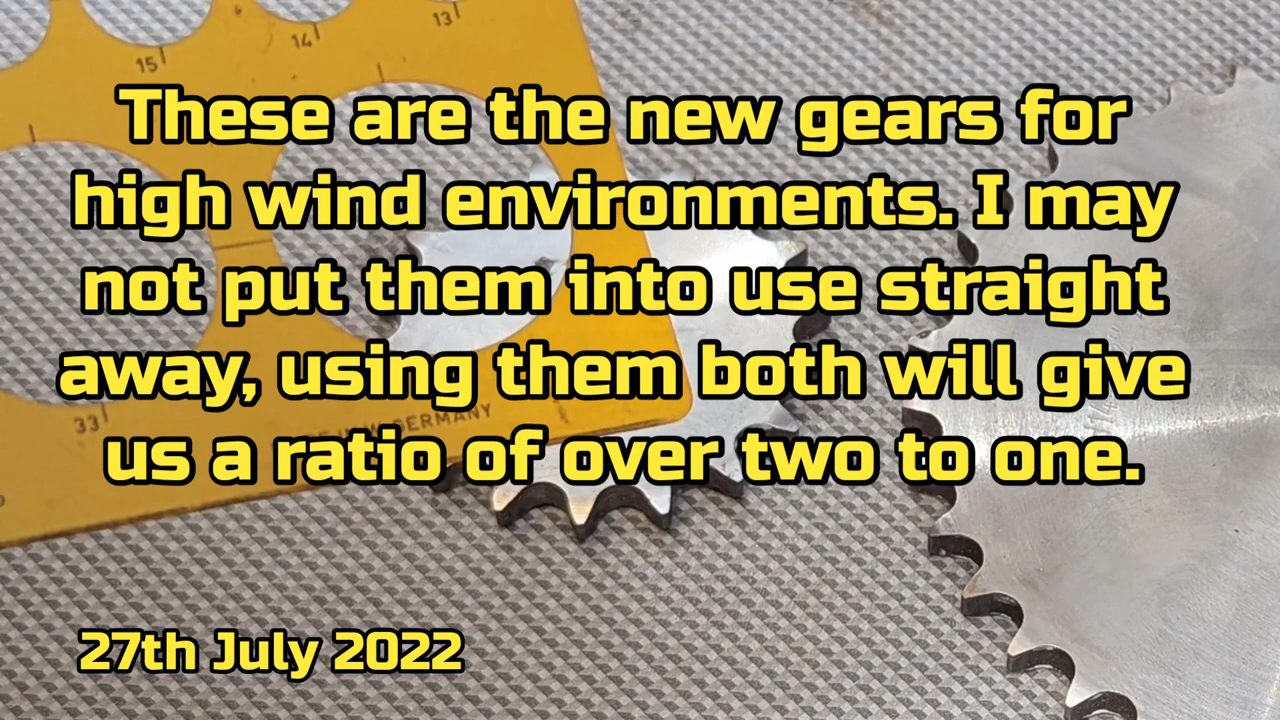 13
14
15
These are the new gears for
high wind environments. I may
not put them into use straight
away, using them both will give
us a ratio of over two to one.
33
W. GERMANY
27th July 2022